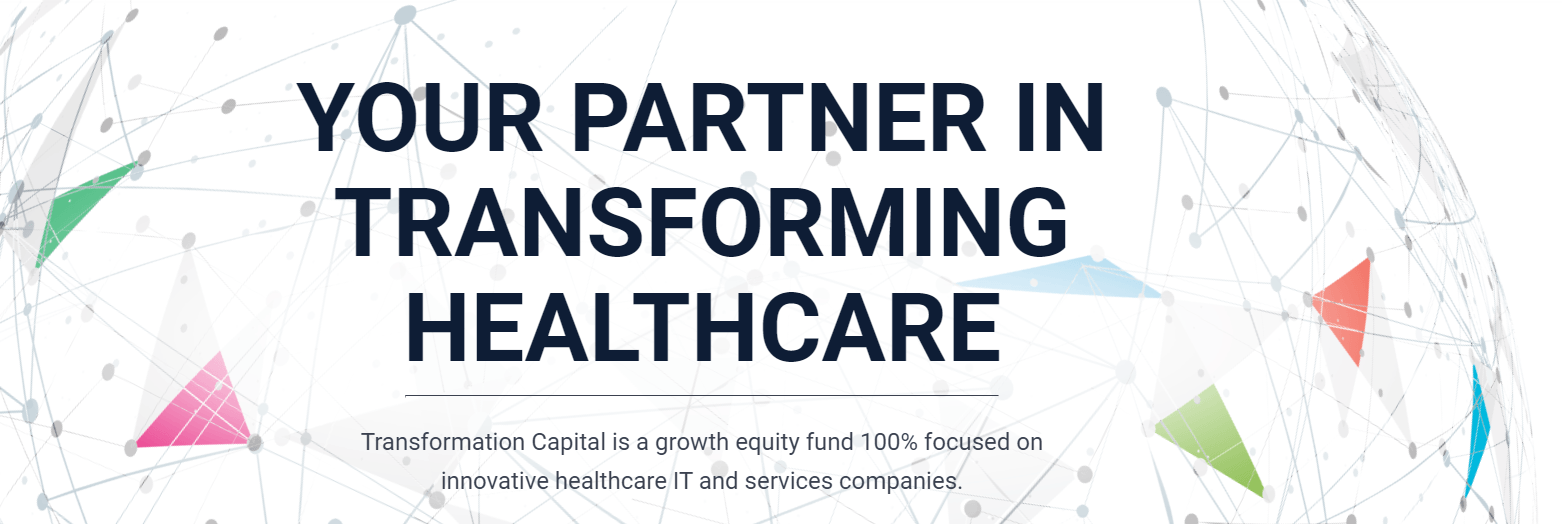 YOUR PARTNER IN
TRANSFORMING
HEALTHCARE
Transformation Capital is a growth equity fund 100% focused on
innovative healthcare IT and services companies.